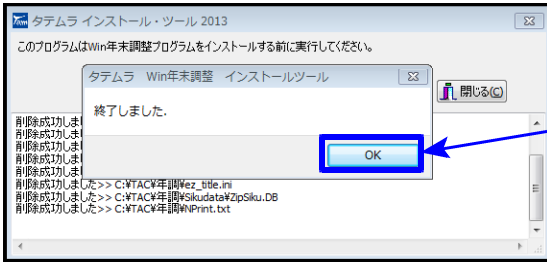 タテムラ インストール・ツール 2013
このプログラムはWin年末調整プログラムをインストールする前に実行してください。
タテムラ　Win年末調整　インストールツール
終了しました.
閉じる(C)
OK
削除成功しまし
削除成功しまし
削除成功しまし
削除成功しまし
削除成功しまし
削除成功しました>> C:¥TAC¥年調¥ez_title.ini
削除成功しました>> C:¥TAC¥年調¥Sikudata¥ZipSiku.DB
削除成功しました>> C:¥TAC¥年調¥NPrint.txt